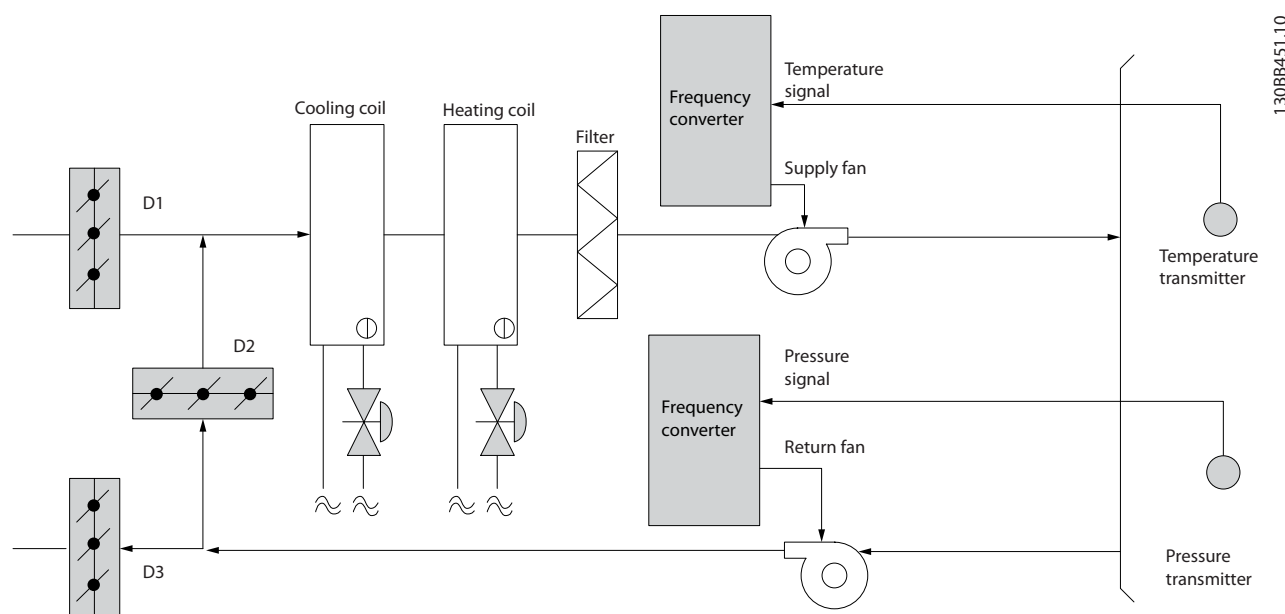 130BB451.10
Temperature
signal
Cooling coil
Heating coil
Frequency
converter
Filter
Supply fan
D1
Temperature
transmitter
D2
Pressure
signal
Frequency
converter
Return fan
D3
Pressure
transmitter